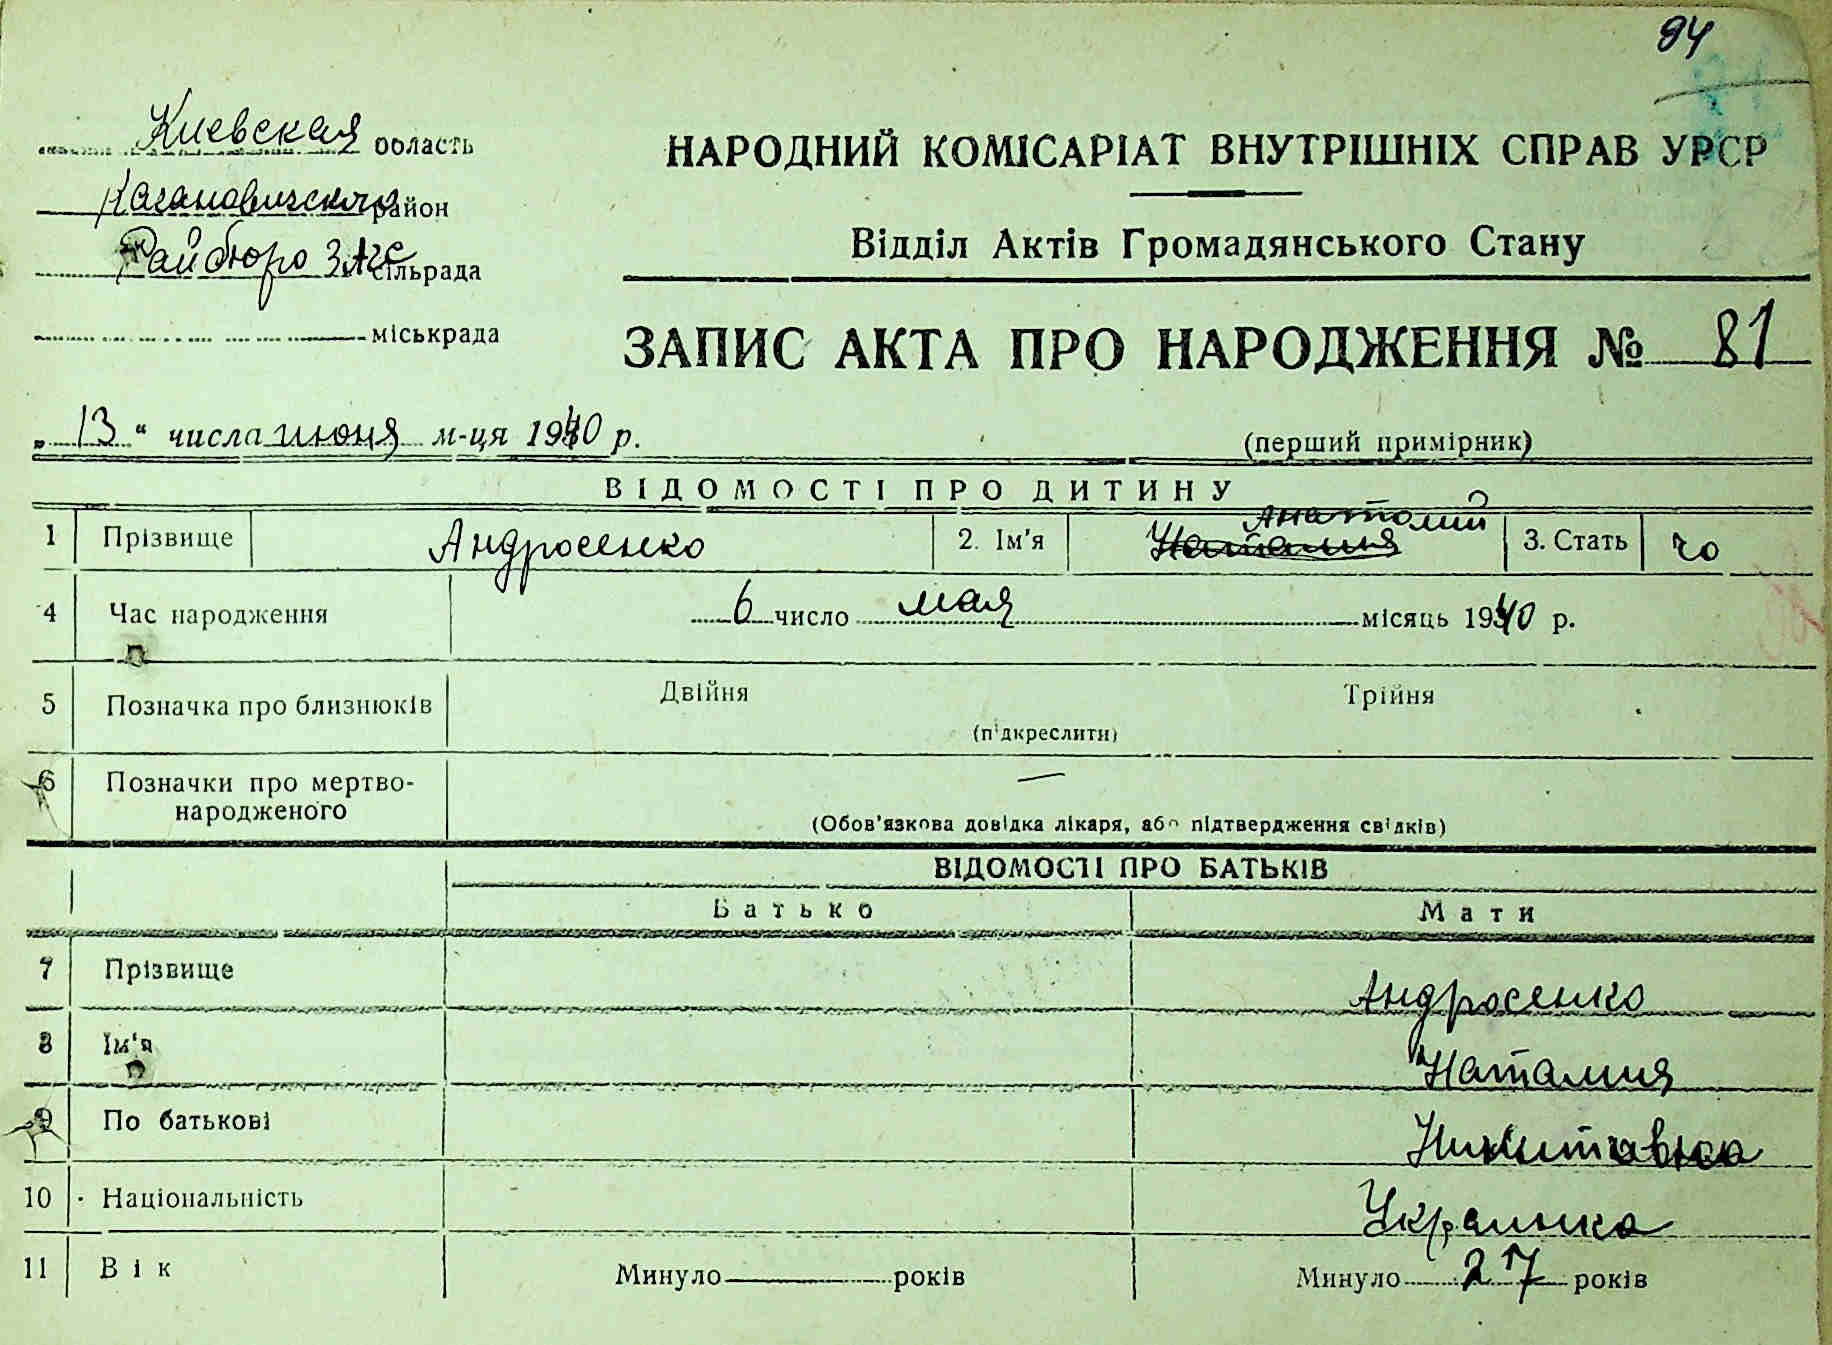 94
Киевская область
Кагановичский район
Райбюро ЗАГС сільрада
міськрада
НАРОДНИЙ КОМІСАРІАТ ВНУТРІШНІХ СПРАВ УРСР
Відділ Актів Громадянського Стану
ЗАПИС АКТА ПРО НАРОДЖЕННЯ № 81
„13“ числа июня м-ця 1940 р.
(перший примірник)
ВІДОМОСТІ ПРО ДИТИНУ
1 Прізвище Андросенко 2. Ім'я Наталия Анатолий 3. Стать чо
4 Час народження 6 число мая місяць 1940 р.
5 Позначка про близнюків Двійня Трійня
(підкреслити)
6 Позначки про мертво-
народженого —
(Обов'язкова довідка лікаря, або підтвердження свідків)
ВІДОМОСТІ ПРО БАТЬКІВ
Батько Мати
7 Прізвище Андросенко
8 Ім'я Наталия
9 По батькові Никитовна
10 Національність Украинка
11 Вік Минуло років Минуло 27 років